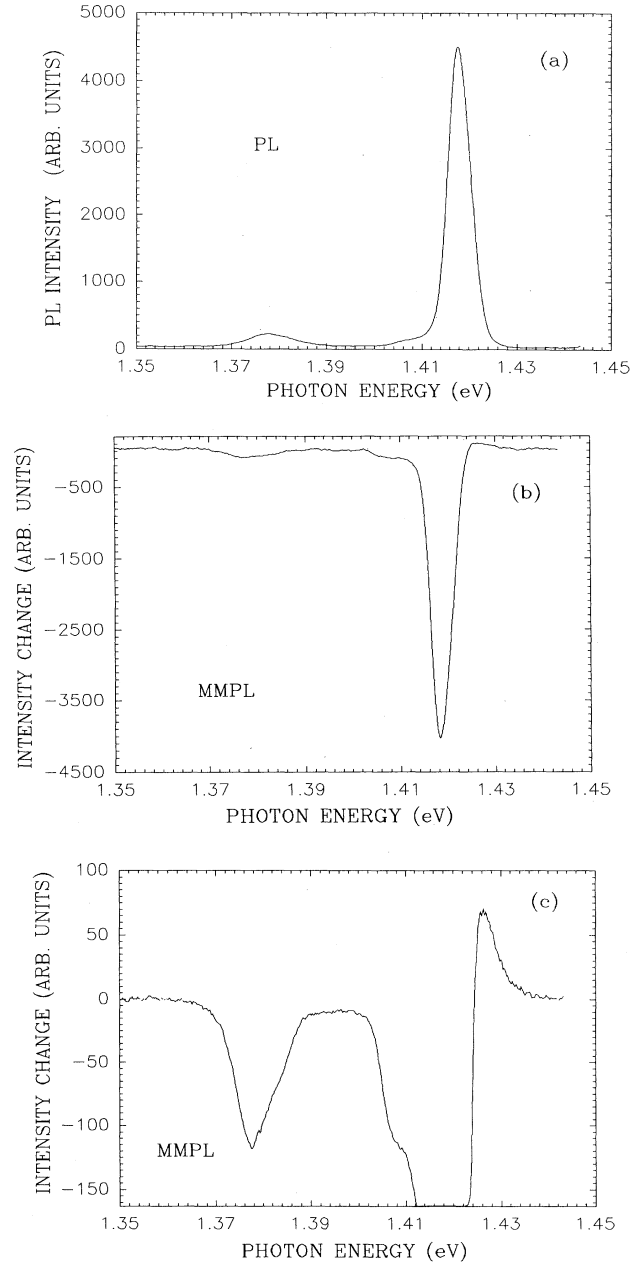 5000
4000
3000
2000
1000
0
PL INTENSITY (ARB. UNITS)
(a)
PL
1.35 1.37 1.39 1.41 1.43 1.45
PHOTON ENERGY (eV)
-500
-1500
-2500
-3500
-4500
INTENSITY CHANGE (ARB. UNITS)
(b)
MMPL
1.35 1.37 1.39 1.41 1.43 1.45
PHOTON ENERGY (eV)
100
50
0
-50
-100
-150
INTENSITY CHANGE (ARB. UNITS)
(c)
MMPL
1.35 1.37 1.39 1.41 1.43 1.45
PHOTON ENERGY (eV)